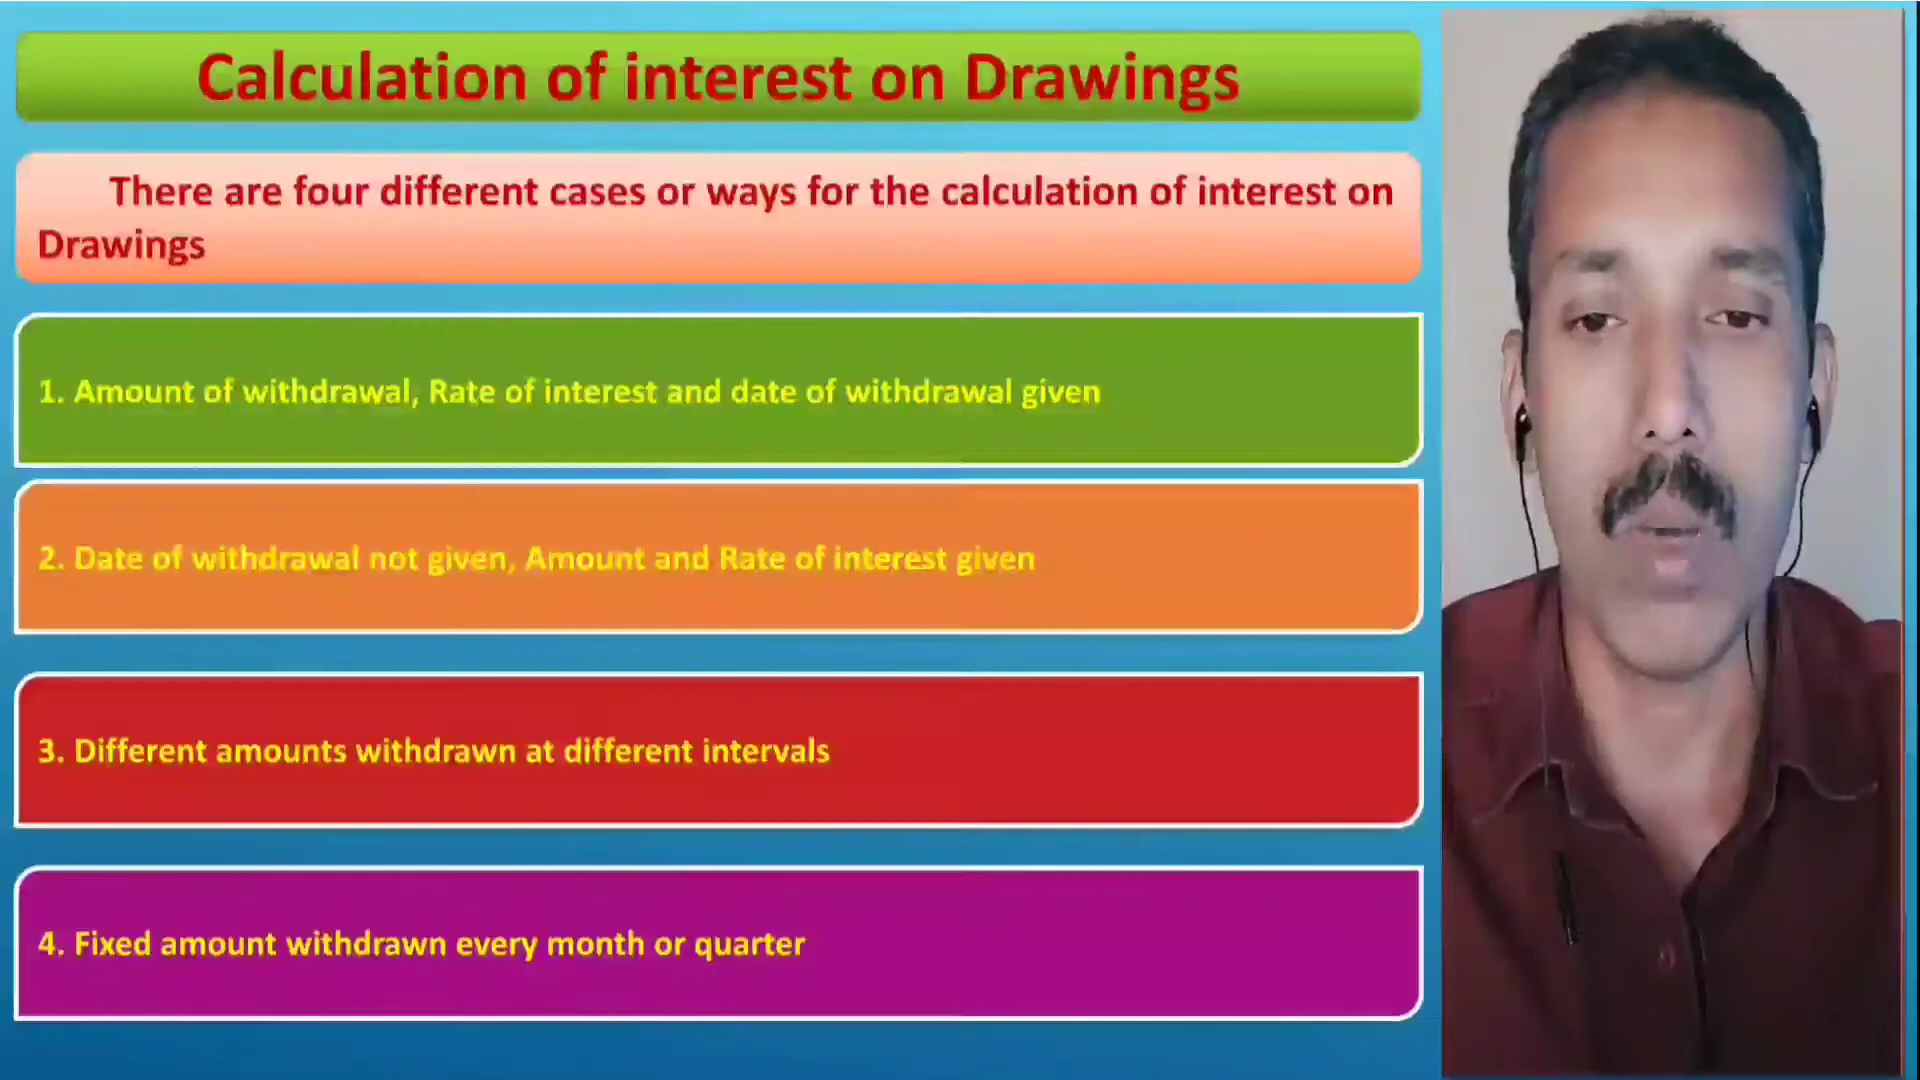 Calculation of interest on Drawings
There are four different cases or ways for the calculation of interest on
Drawings
1. Amount of withdrawal, Rate of interest and date of withdrawal given
2. Date of withdrawal not given, Amount and Rate of interest given
3. Different amounts withdrawn at different intervals
4. Fixed amount withdrawn every month or quarter